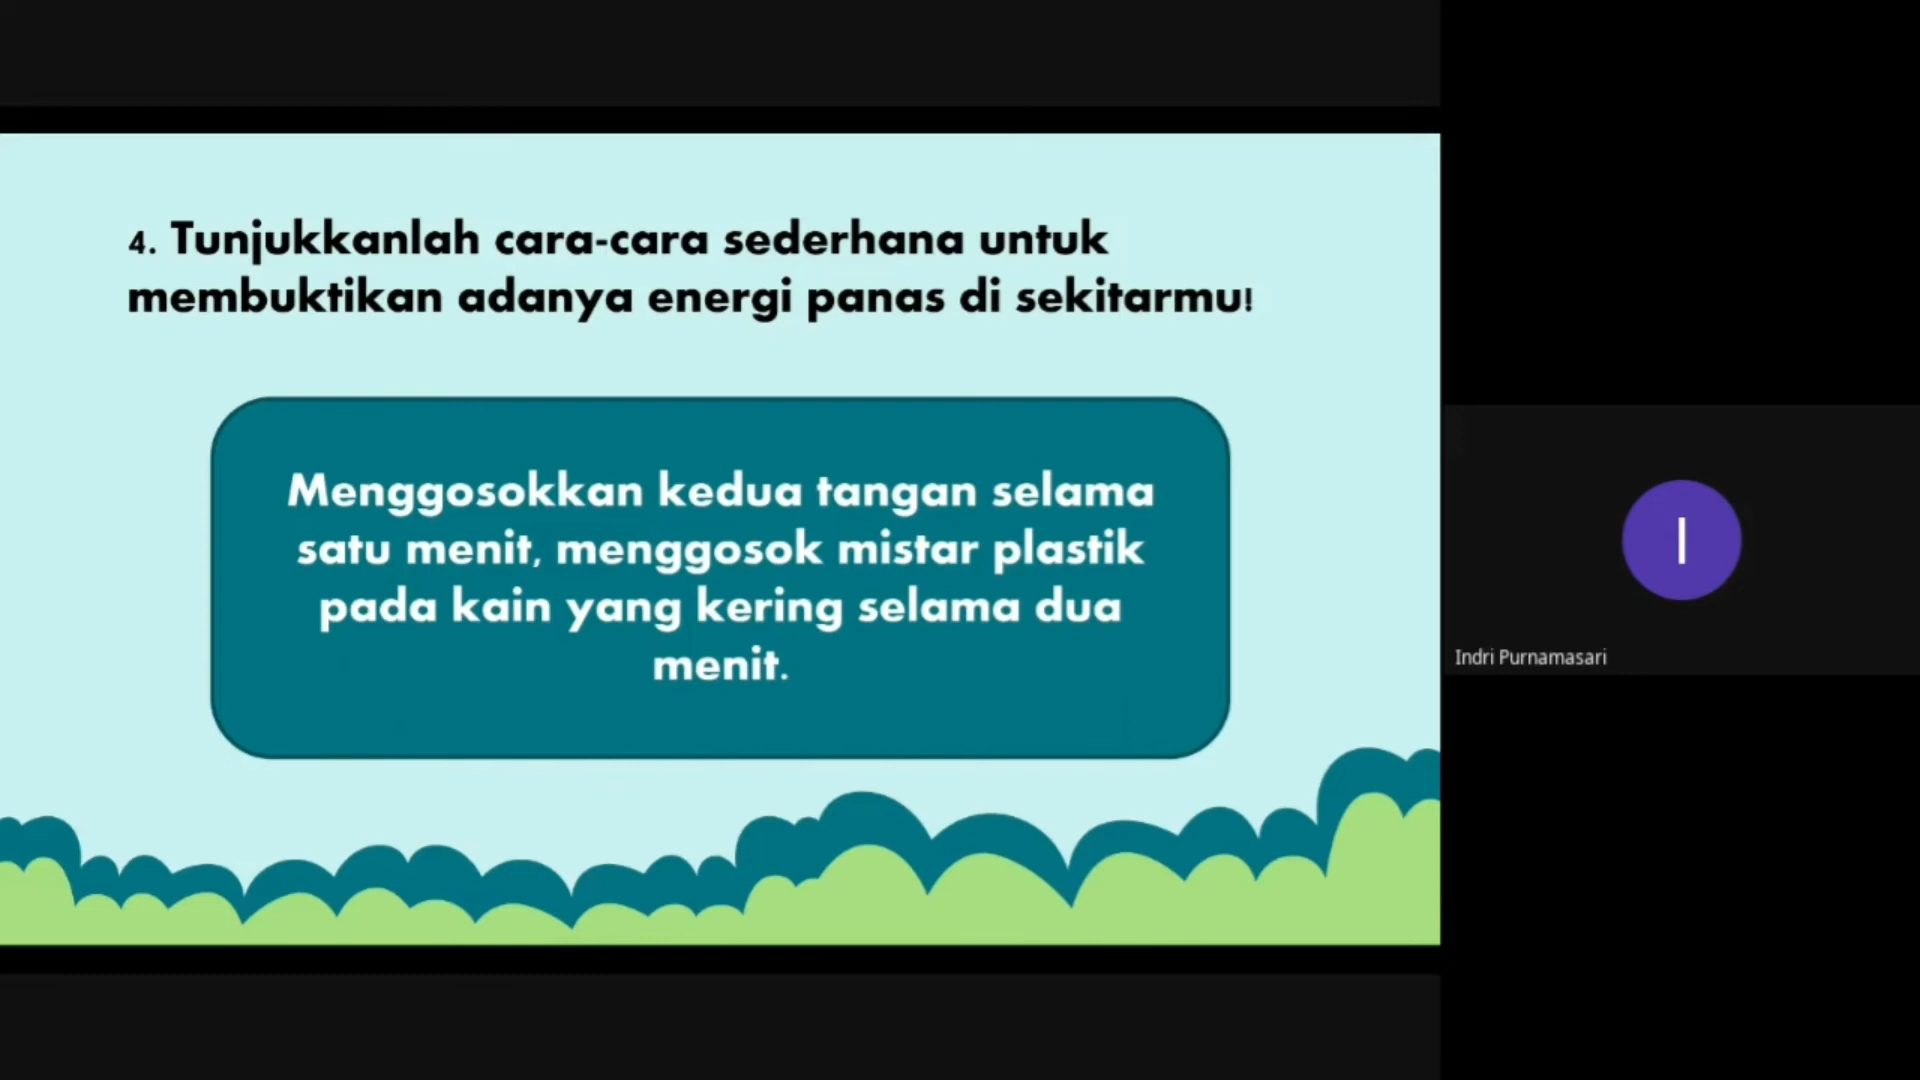 4. Tunjukkanlah cara-cara sederhana untuk
membuktikan adanya energi panas di sekitarmu!
Menggosokkan kedua tangan selama
satu menit, menggosok mistar plastik
pada kain yang kering selama dua
menit.
I
Indri Purnamasari